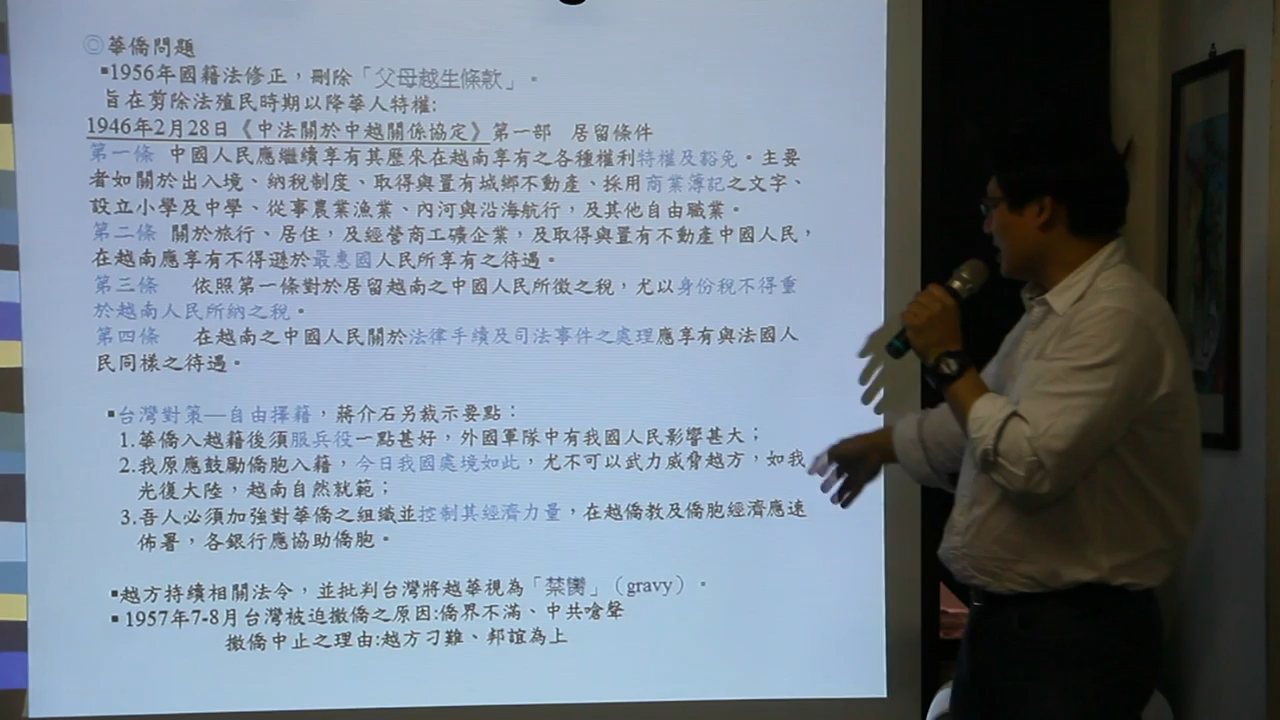 ◎華僑問題
▪1956年國籍法修正，刪除「父母越生條款」。
旨在剪除法殖民時期以降華人特權:
1946年2月28日《中法關於中越關係協定》第一部 居留條件
第一條 中國人民應繼續享有其歷來在越南享有之各種權利特權及豁免。主要
者如關於出入境、納稅制度、取得與置有城鄉不動產、採用商業簿記之文字、
設立小學及中學、從事農業漁業、內河與沿海航行，及其他自由職業。
第二條 關於旅行、居住，及經營商工礦企業，及取得與置有不動產中國人民，
在越南應享有不得遜於最惠國人民所享有之待遇。
第三條 依照第一條對於居留越南之中國人民所徵之稅，尤以身份稅不得重
於越南人民所納之稅。
第四條 在越南之中國人民關於法律手續及司法事件之處理應享有與法國人
民同樣之待遇。
▪台灣對策—自由擇籍，蔣介石另裁示要點：
1.華僑入越籍後須服兵役一點甚好，外國軍隊中有我國人民影響甚大；
2.我原應鼓勵僑胞入籍，今日我國處境如此，尤不可以武力威脅越方，如我
光復大陸，越南自然就範；
3.吾人必須加強對華僑之組織並控制其經濟力量，在越僑教及僑胞經濟應速
佈署，各銀行應協助僑胞。
▪越方持續相關法令，並批判台灣將越華視為「禁臠」（gravy）。
▪1957年7-8月台灣被迫撤僑之原因:僑界不滿、中共嗆聲
撤僑中止之理由:越方刁難、邦誼為上